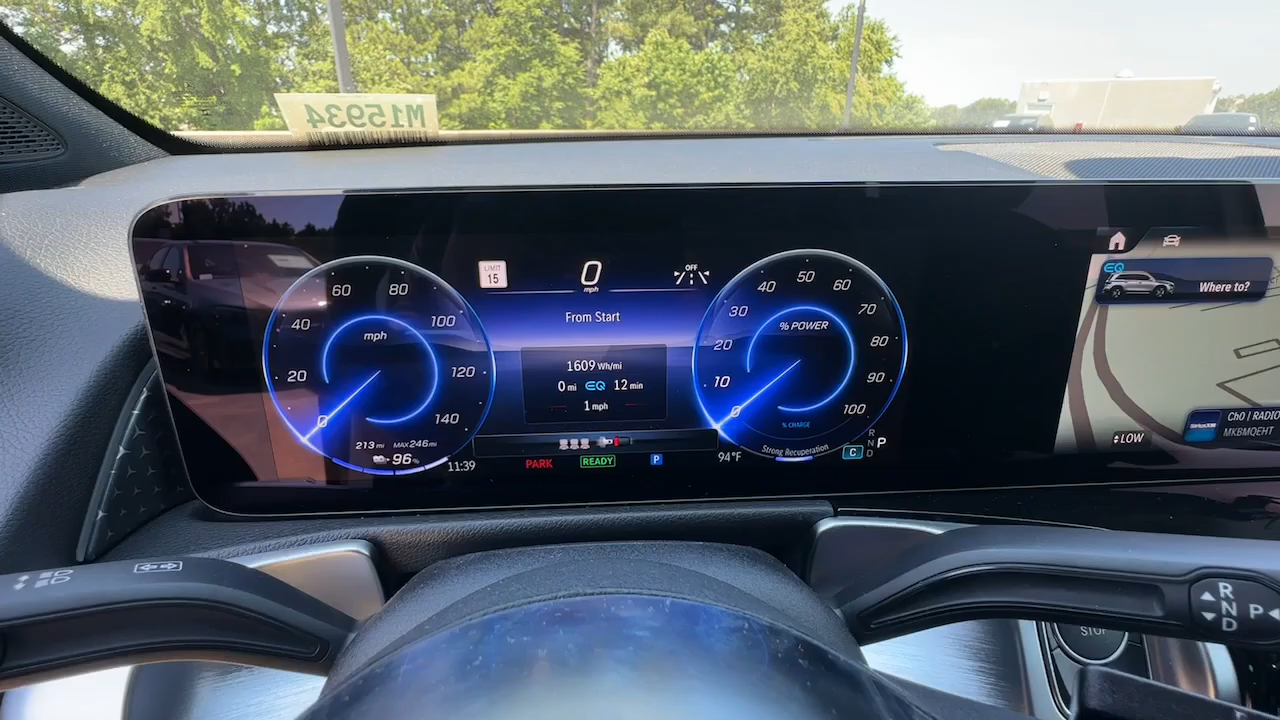 M15934
LIMIT
15
0
mph
OFF
From Start
1609 Wh/mi
0 mi EQ 12 min
1 mph
mph
0
20
40
60
80
100
120
140
213 mi MAX 246 mi
96%
11:39
PARK
READY
P
94°F
% POWER
0
10
20
30
40
50
60
70
80
90
100
% CHARGE
Strong Recuperation
C
R
N
D
P
EQ
Where to?
LOW
SiriusXM
Ch0 | RADIO
MKBMQEHT
R
N
D
P
STOP